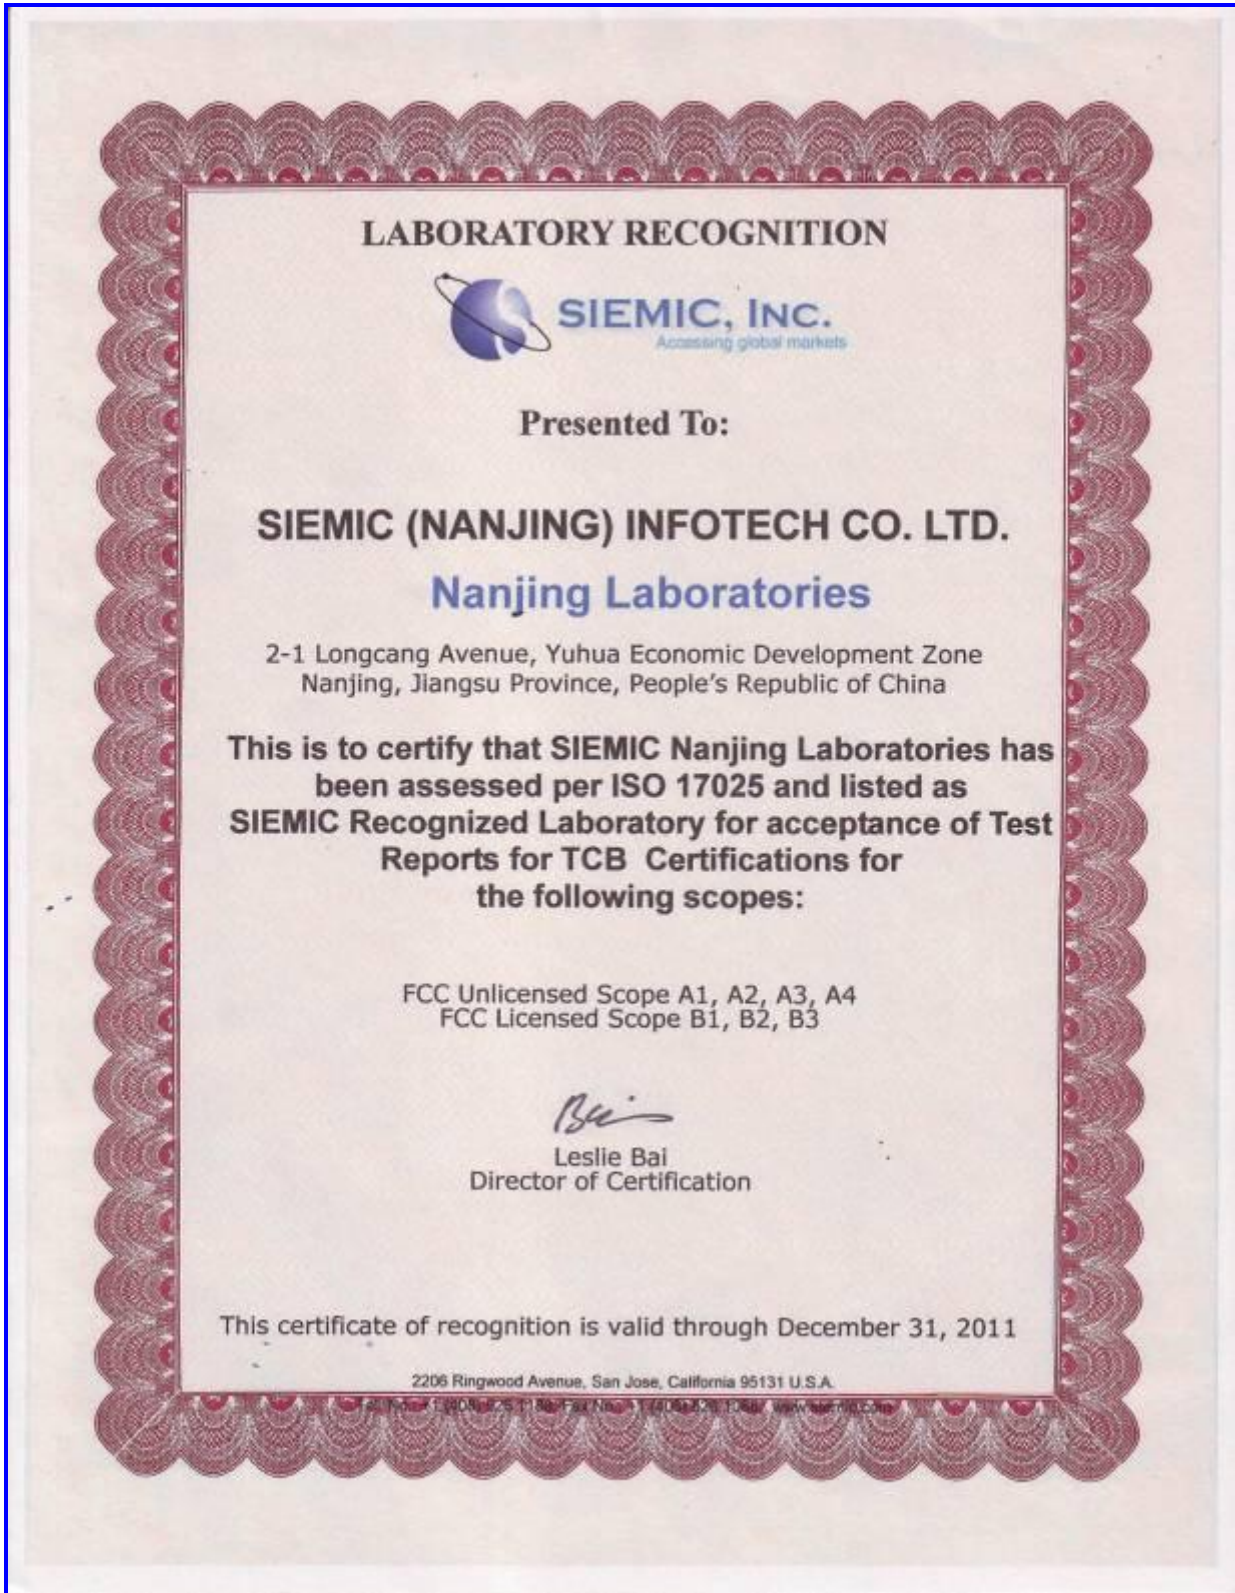 LABORATORY RECOGNITION
SIEMIC, INC.
Accessing global markets
Presented To:
SIEMIC (NANJING) INFOTECH CO. LTD.
Nanjing Laboratories
2-1 Longcang Avenue, Yuhua Economic Development Zone
Nanjing, Jiangsu Province, People's Republic of China
This is to certify that SIEMIC Nanjing Laboratories has
been assessed per ISO 17025 and listed as
SIEMIC Recognized Laboratory for acceptance of Test
Reports for TCB Certifications for
the following scopes:
FCC Unlicensed Scope A1, A2, A3, A4
FCC Licensed Scope B1, B2, B3
Leslie Bai
Director of Certification
This certificate of recognition is valid through December 31, 2011
2206 Ringwood Avenue, San Jose, California 95131 U.S.A.
www.siemic.com